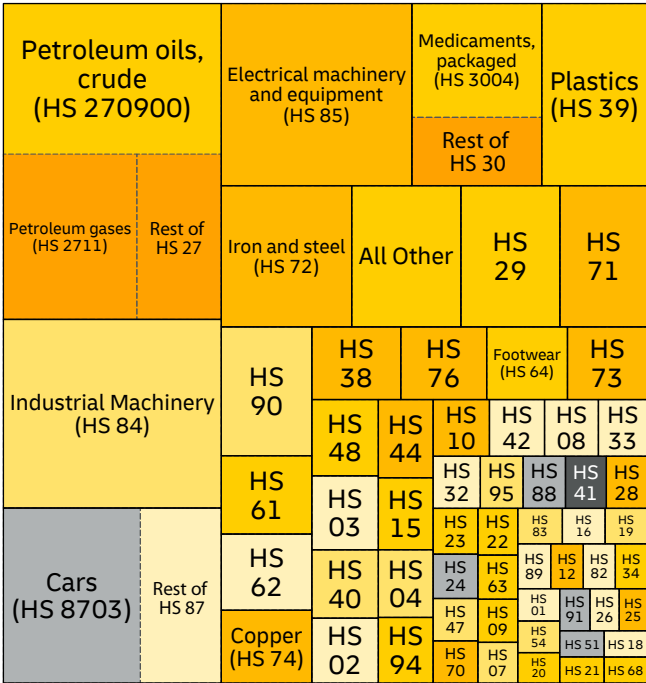 Petroleum oils,
crude
(HS 270900)
Petroleum gases
(HS 2711)
Rest of
HS 27
Industrial Machinery
(HS 84)
Cars
(HS 8703)
Rest of
HS 87
Electrical machinery
and equipment
(HS 85)
Medicaments,
packaged
(HS 3004)
Rest of
HS 30
Plastics
(HS 39)
Iron and steel
(HS 72)
All Other
HS
29
HS
71
HS
90
HS
61
HS
62
Copper
(HS 74)
HS
38
HS
76
Footwear
(HS 64)
HS
73
HS
48
HS
44
HS
03
HS
15
HS
40
HS
04
HS
02
HS
94
HS
10
HS
42
HS
08
HS
33
HS
32
HS
95
HS
88
HS
41
HS
28
HS
23
HS
22
HS
24
HS
63
HS
47
HS
09
HS
70
HS
07
HS
83
HS
16
HS
19
HS
89
HS
12
HS
82
HS
34
HS
01
HS
91
HS
26
HS
25
HS
54
HS 51
HS 18
HS
20
HS 21
HS 68